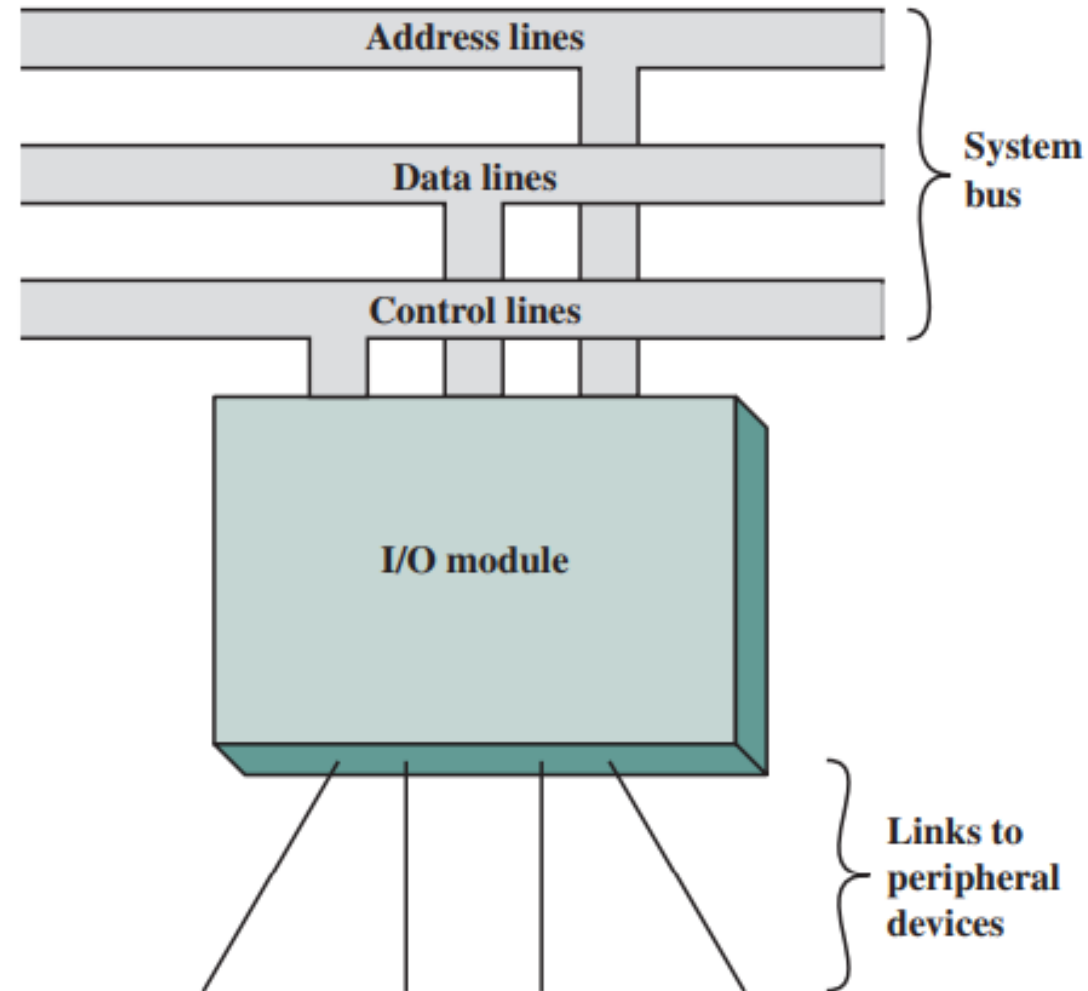 Address lines
System
bus
Data lines
Control lines
I/O module
Links to
peripheral
devices